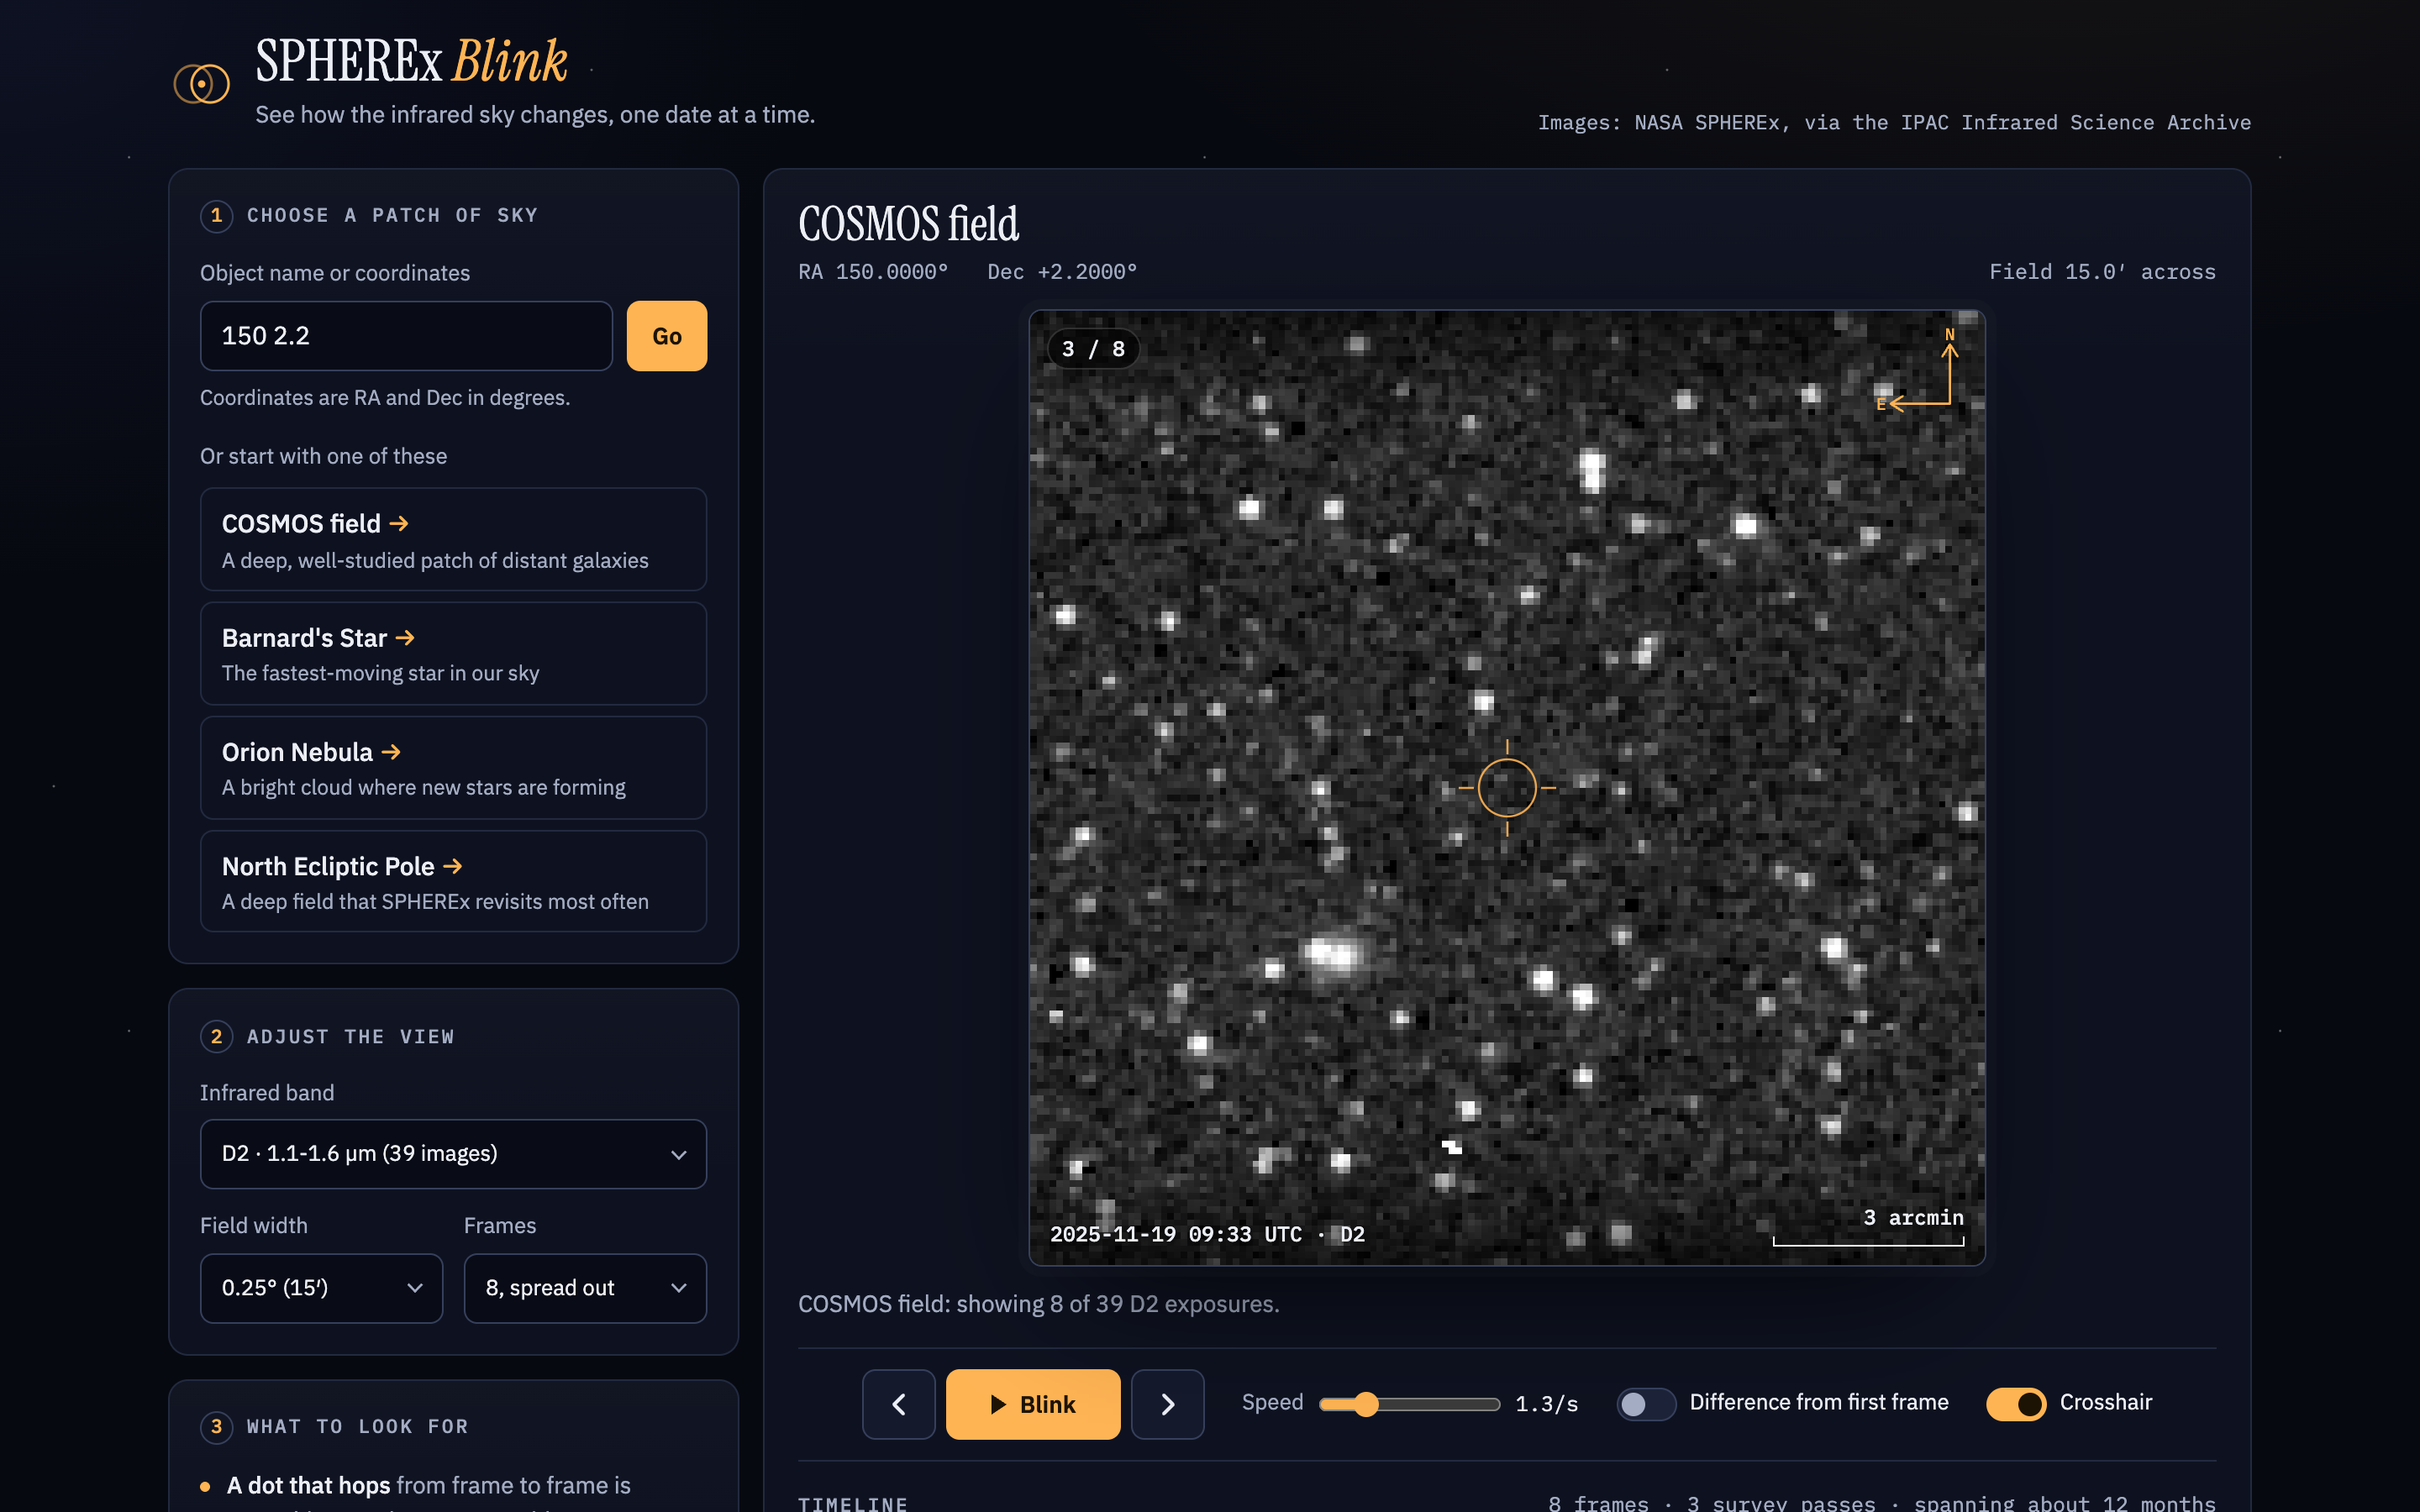 SPHEREx Blink
See how the infrared sky changes, one date at a time.
Images: NASA SPHEREx, via the IPAC Infrared Science Archive
1 CHOOSE A PATCH OF SKY
Object name or coordinates
150 2.2
Go
Coordinates are RA and Dec in degrees.
Or start with one of these
COSMOS field →
A deep, well-studied patch of distant galaxies
Barnard's Star →
The fastest-moving star in our sky
Orion Nebula →
A bright cloud where new stars are forming
North Ecliptic Pole →
A deep field that SPHEREx revisits most often
2 ADJUST THE VIEW
Infrared band
D2 · 1.1-1.6 µm (39 images)
Field width
Frames
0.25° (15′)
8, spread out
3 WHAT TO LOOK FOR
A dot that hops from frame to frame is
COSMOS field
RA 150.0000° Dec +2.2000°
Field 15.0′ across
3 / 8
N
E
2025-11-19 09:33 UTC · D2
3 arcmin
COSMOS field: showing 8 of 39 D2 exposures.
Blink
Speed
1.3/s
Difference from first frame
Crosshair
TIMELINE
8 frames · 3 survey passes · spanning about 12 months